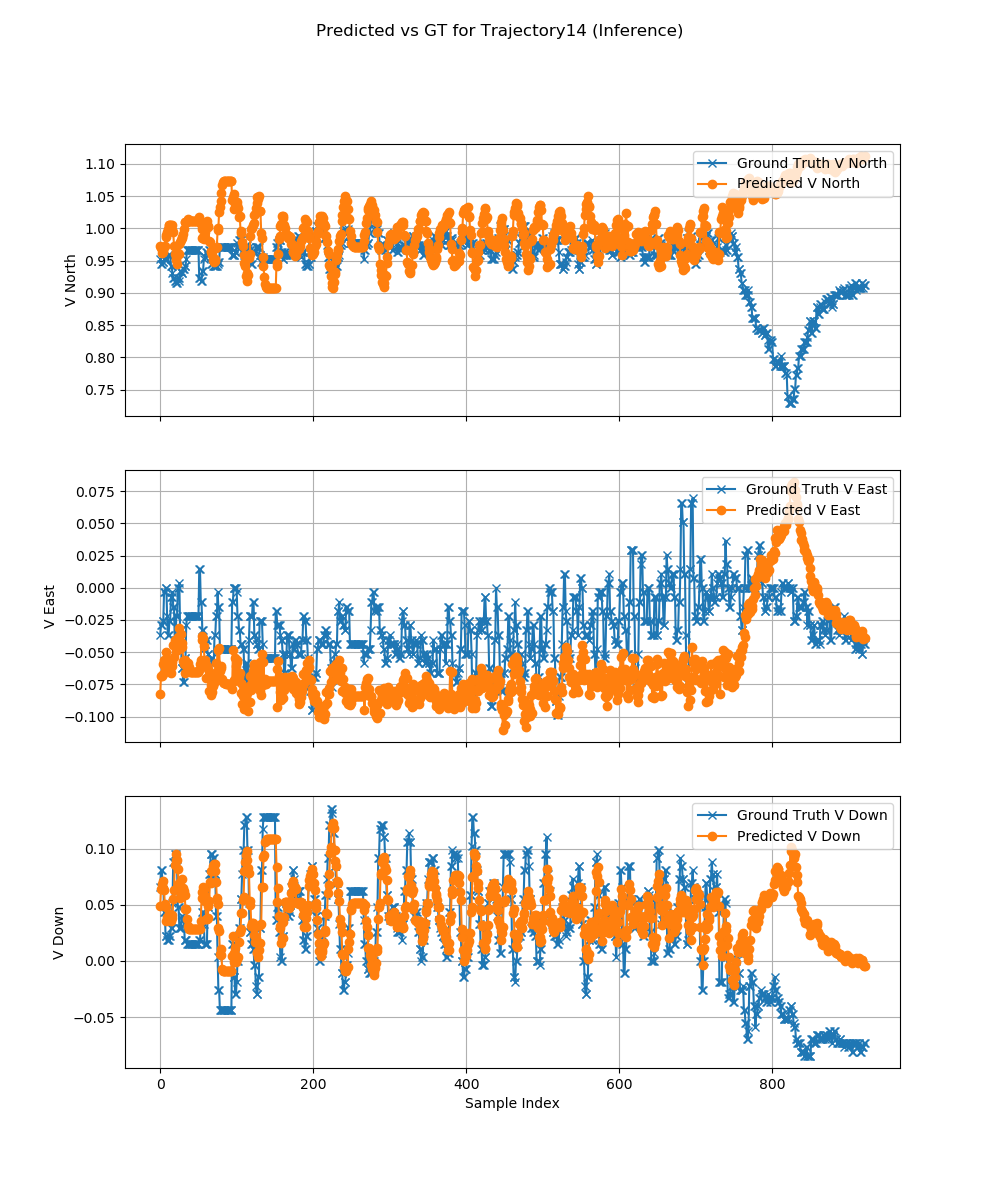 Predicted vs GT for Trajectory14 (Inference)
1.10
1.05
1.00
0.95
0.90
0.85
0.80
0.75
V North
Ground Truth V North
Predicted V North
0.075
0.050
0.025
0.000
−0.025
−0.050
−0.075
−0.100
V East
Ground Truth V East
Predicted V East
0.10
0.05
0.00
−0.05
V Down
Ground Truth V Down
Predicted V Down
0 200 400 600 800
Sample Index